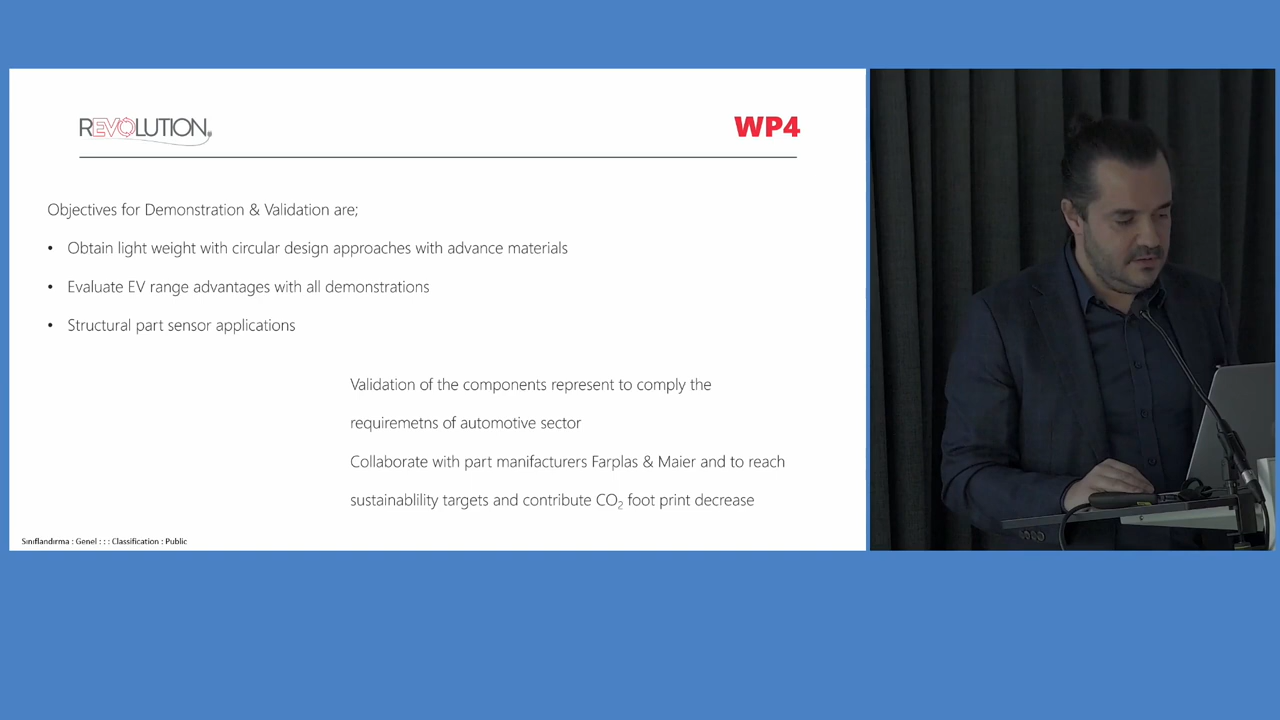 REVOLUTION
WP4
Objectives for Demonstration & Validation are;
• Obtain light weight with circular design approaches with advance materials
• Evaluate EV range advantages with all demonstrations
• Structural part sensor applications
Validation of the components represent to comply the
requiremetns of automotive sector
Collaborate with part manifacturers Farplas & Maier and to reach
sustainablility targets and contribute CO₂ foot print decrease
Sınıflandırma : Genel : : : Classification : Public